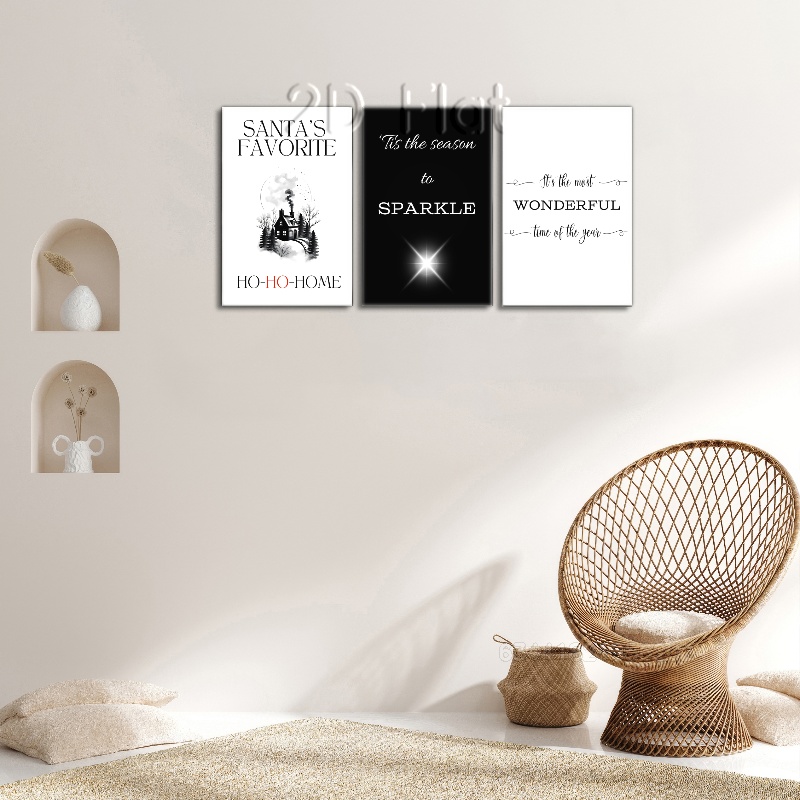 2D Flat
SANTA'S
FAVORITE
HO-HO-HOME
'Tis the season
to
SPARKLE
It's the most
WONDERFUL
time of the year